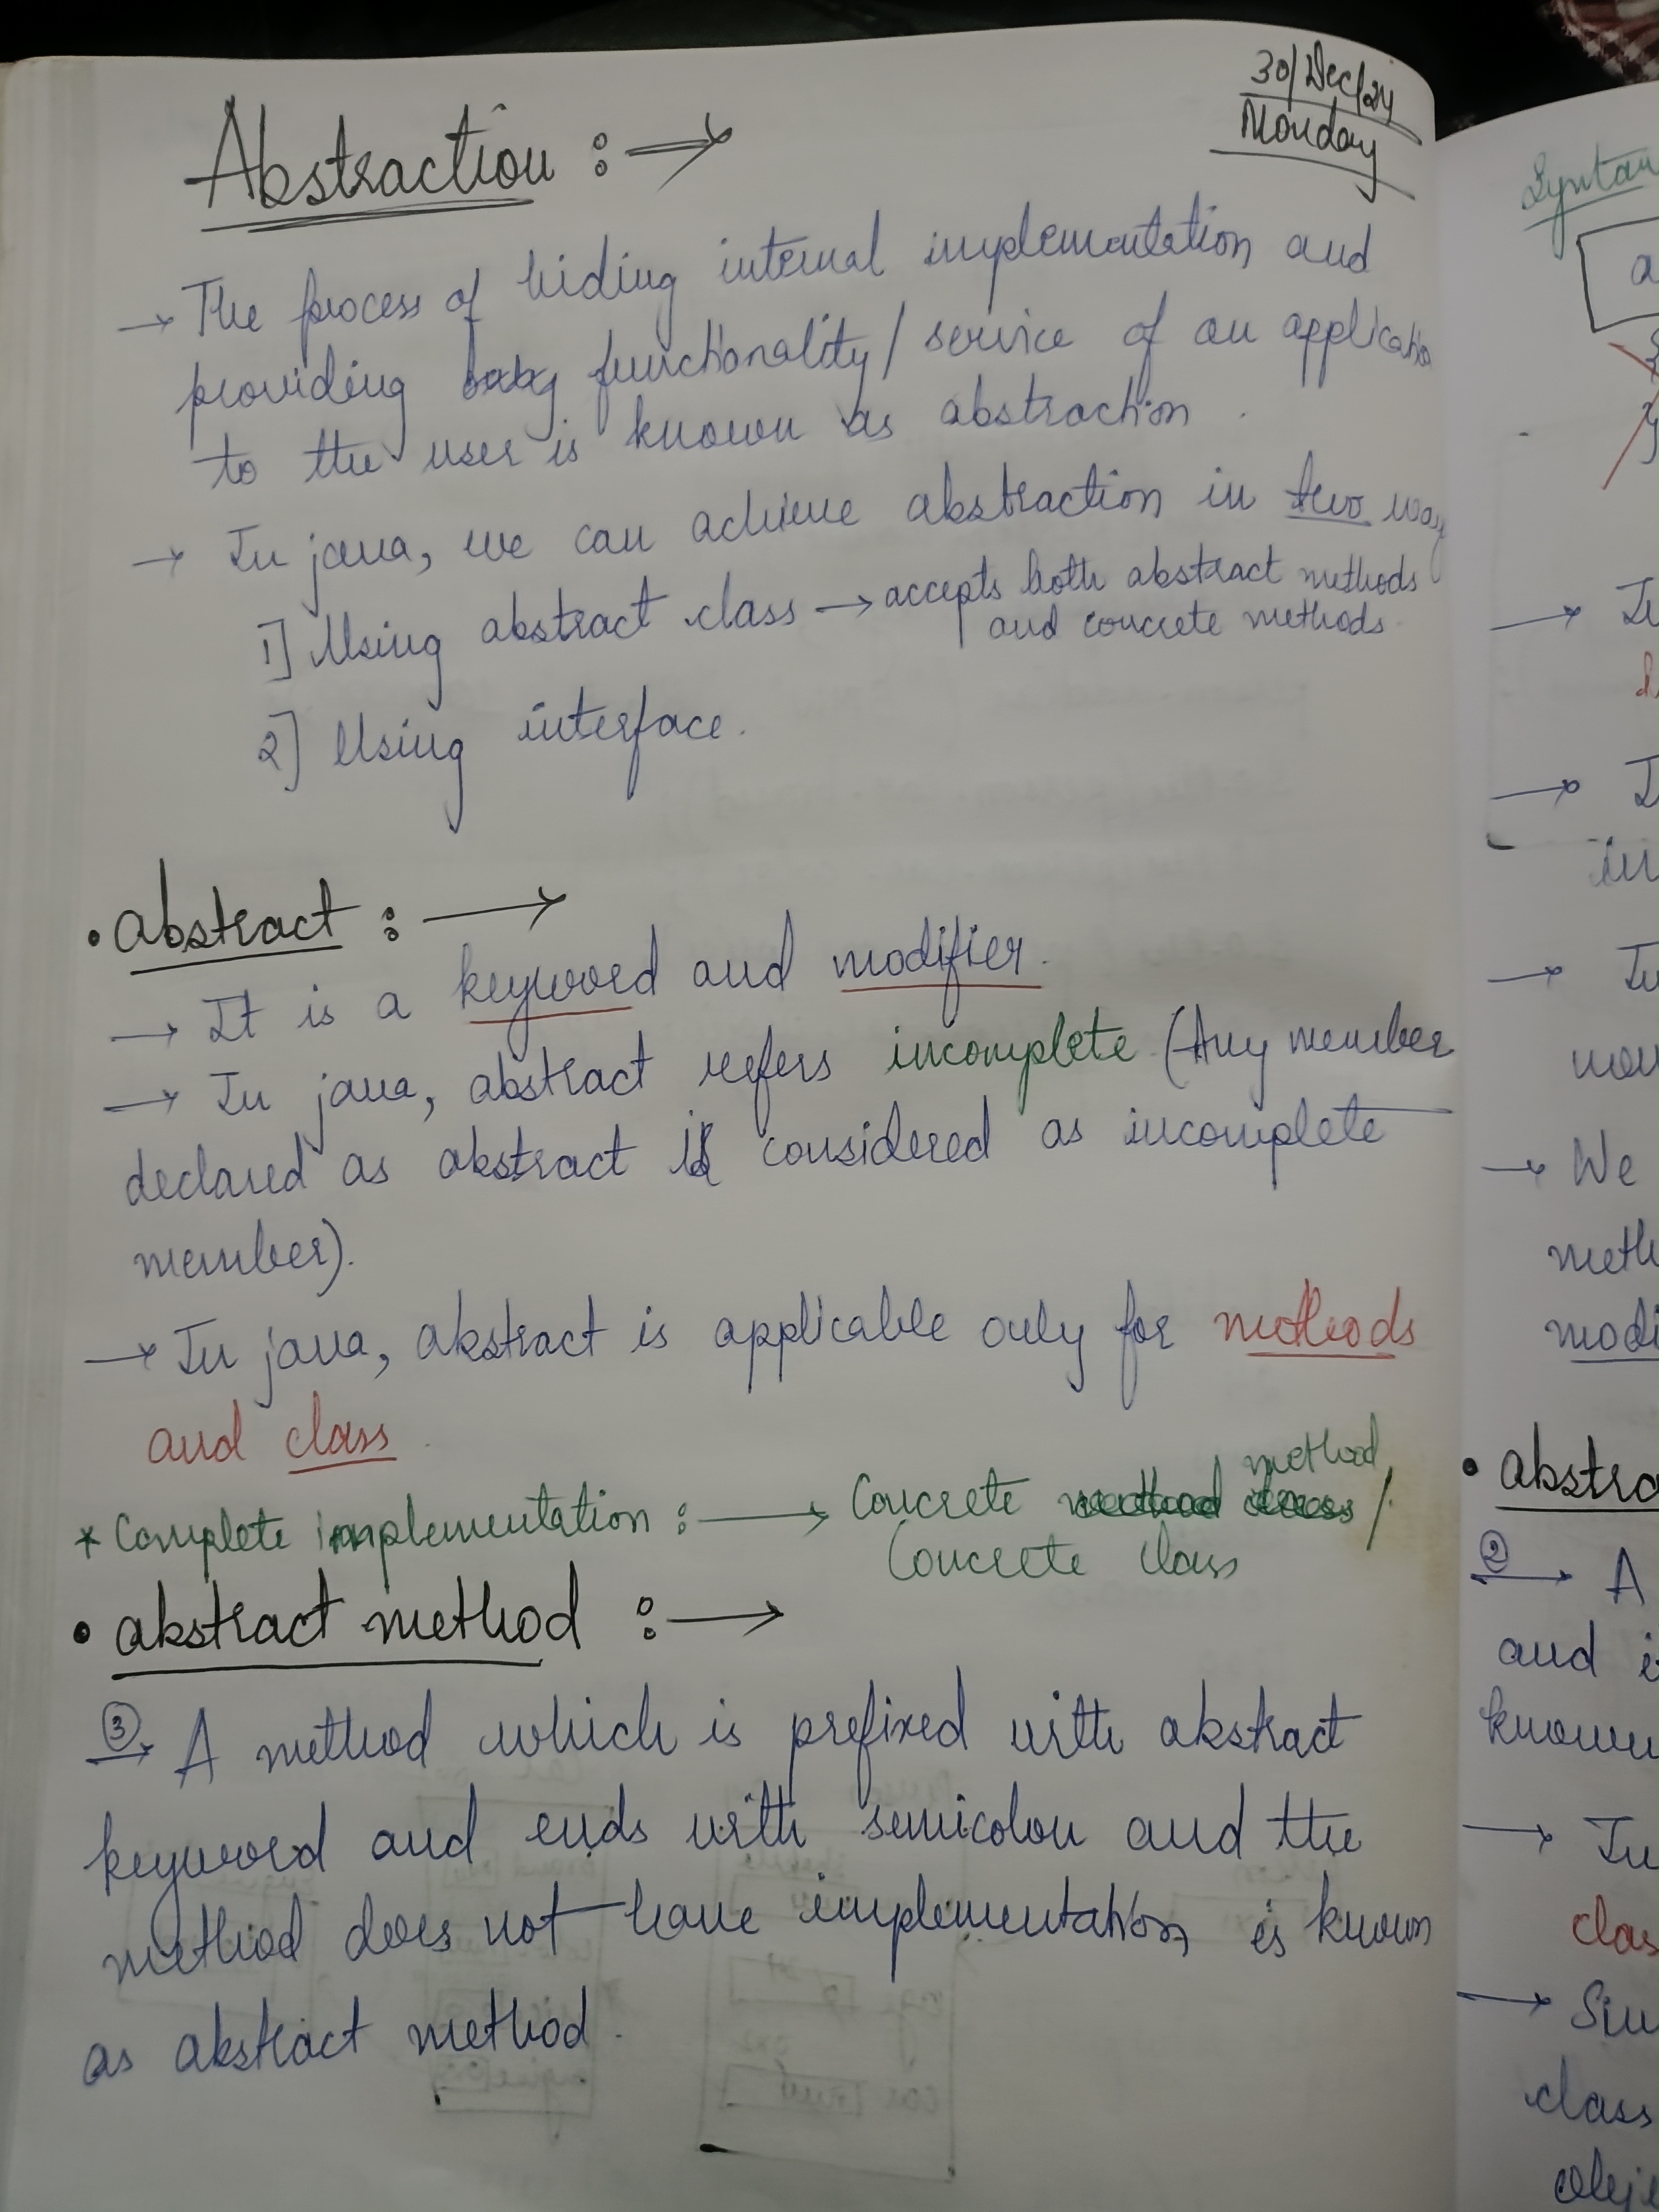 30/Dec/24
Monday
Abstraction :→
→ The process of hiding internal implementation and
providing functionality/ service of an applicatio
to the user is known as abstraction.
→ In java, we can achieve abstraction in two way
1] Using abstract class → accepts both abstract methods
and concrete methods.
2] Using interface.
• abstract :→
→ It is a keyword and modifier.
→ In java, abstract refers incomplete (Any member
declared as abstract is considered as incomplete
member).
→ In java, abstract is applicable only for methods
and class.
* Complete implementation :→ Concrete method /
Concrete class
• abstract method :→
③→ A method which is prefixed with abstract
keyword and ends with semicolon and the
method does not have implementation is known
as abstract method.
Syntax
a
→ In
→ I
in
→ In
→ We
meth
modi
• abstra
②→ A
and i
known
→ In
clas
→ Sin
class
obje